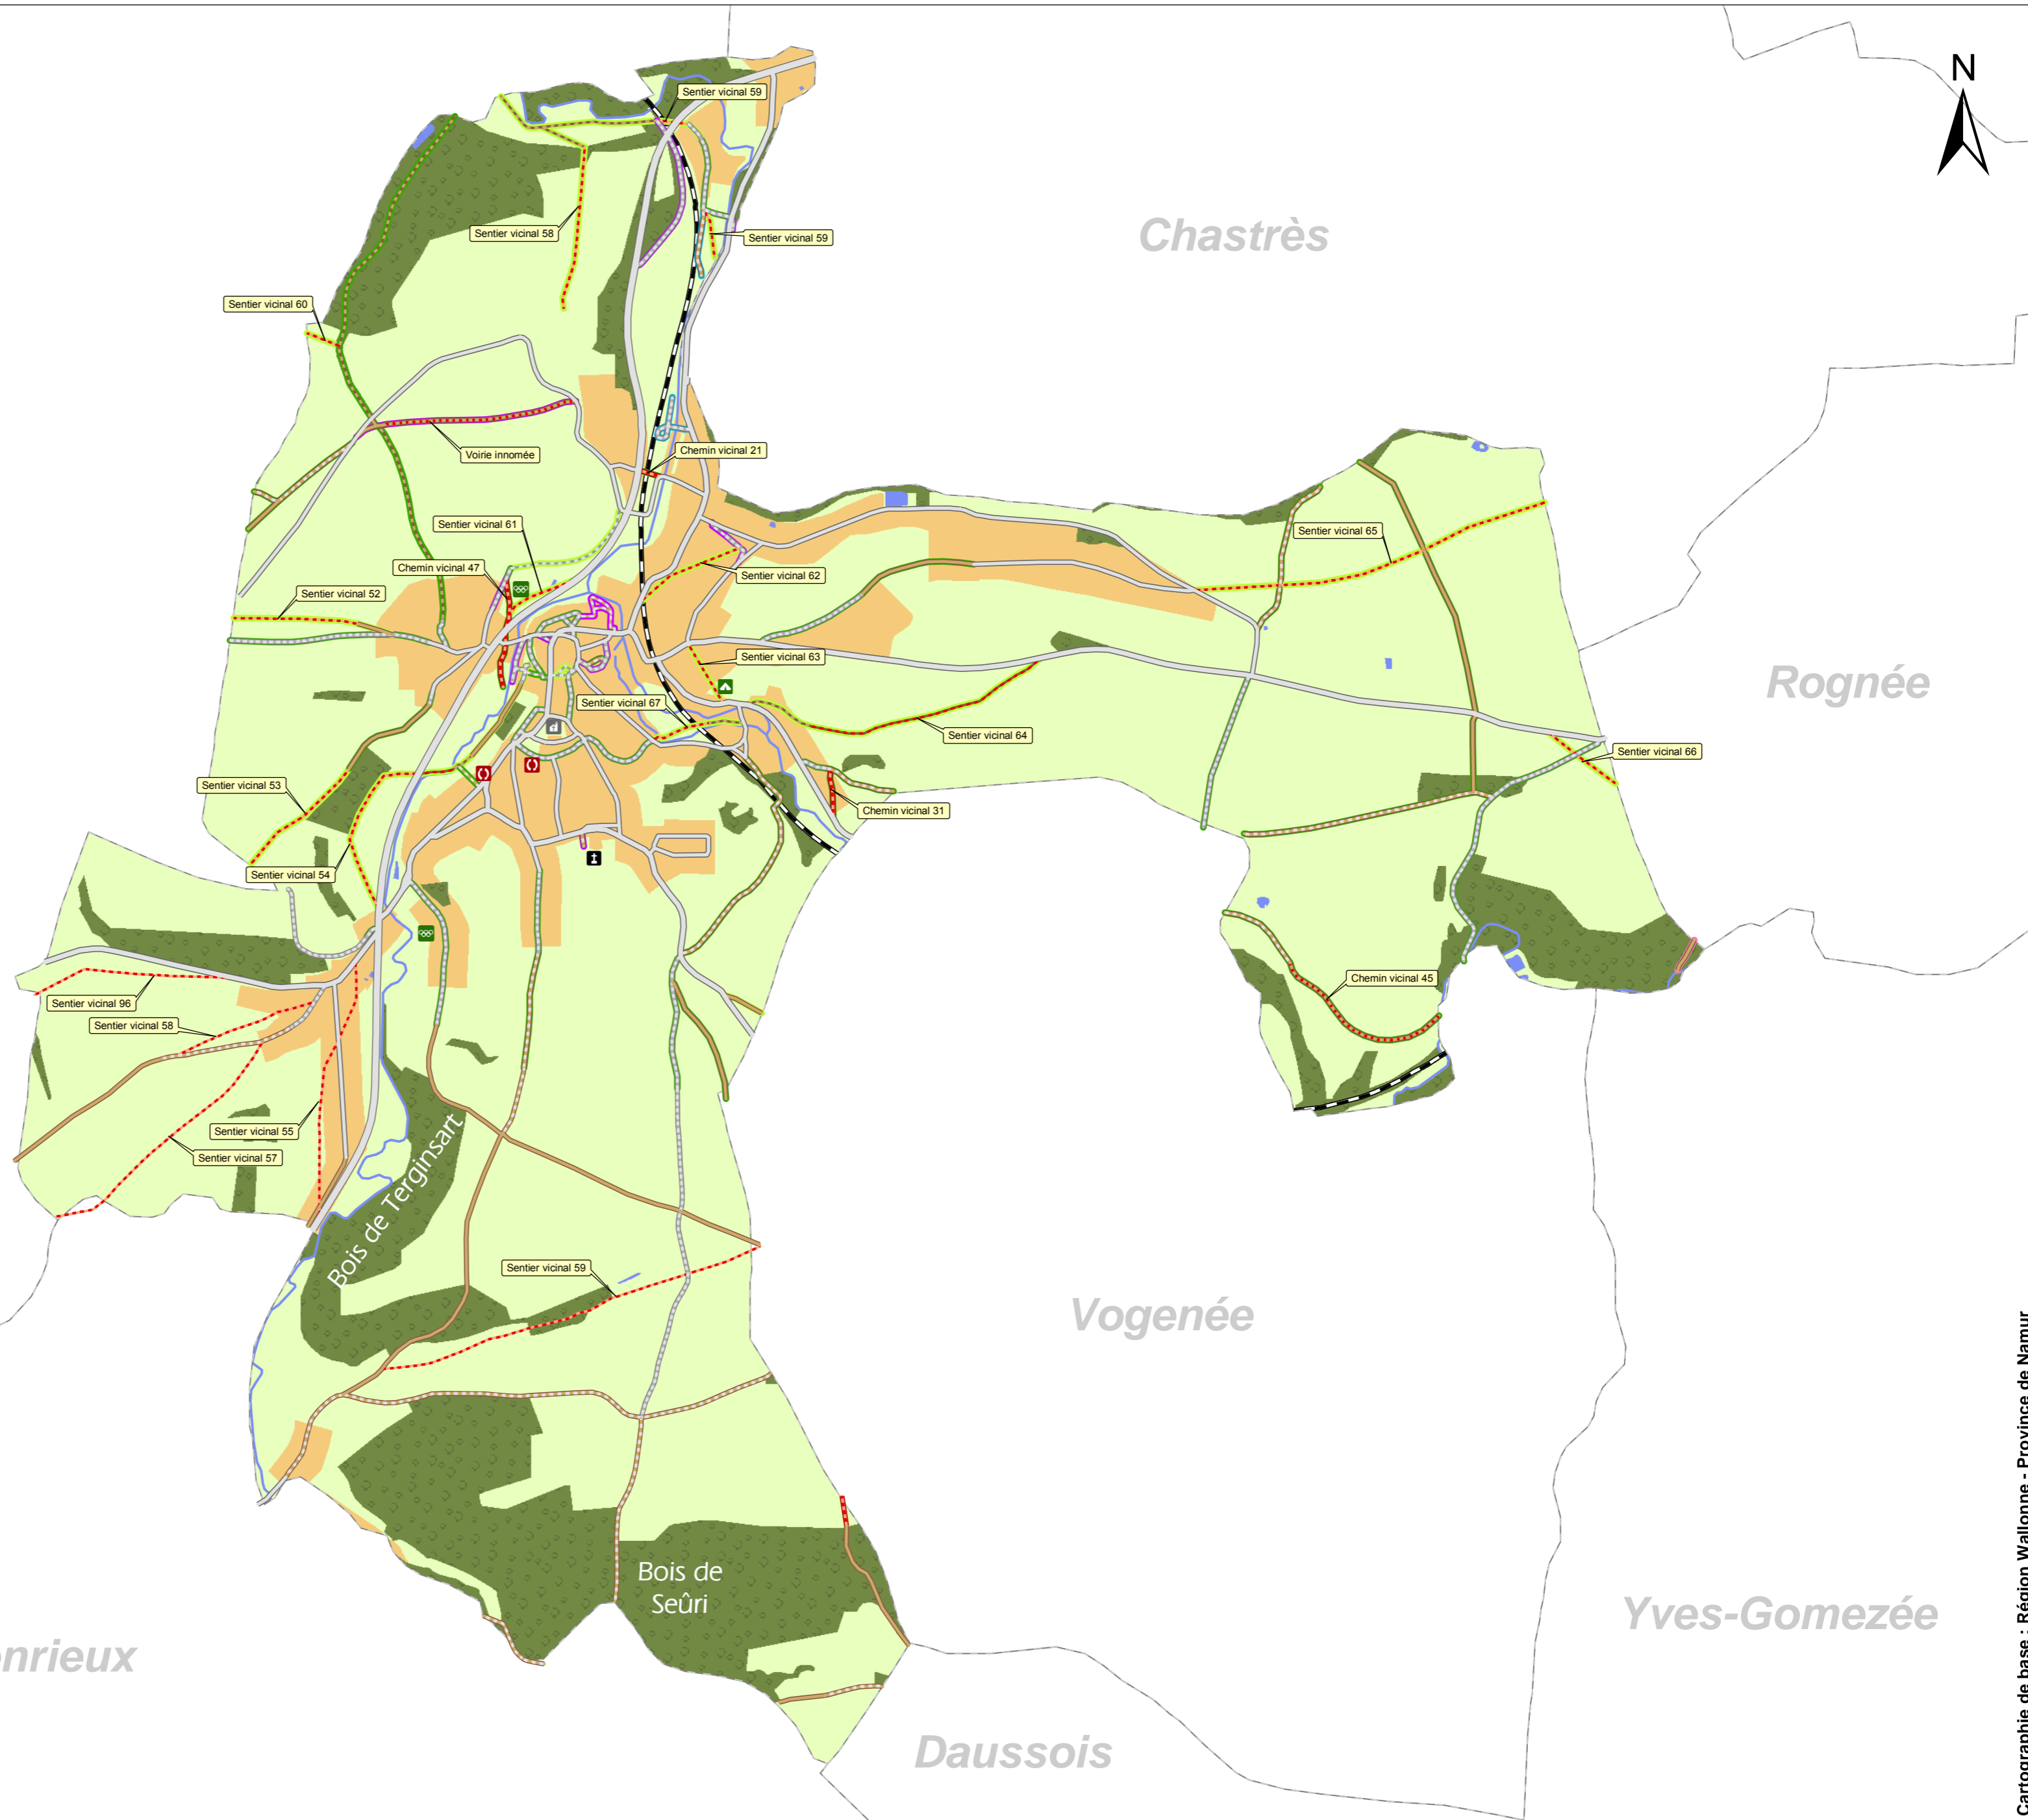 Sentier vicinal 59
N
Sentier vicinal 58
Sentier vicinal 59
Chastrès
Sentier vicinal 60
Voirie innomée
Chemin vicinal 21
Sentier vicinal 61
Sentier vicinal 65
Chemin vicinal 47
Sentier vicinal 62
Sentier vicinal 52
Sentier vicinal 63
Rognée
Sentier vicinal 67
Sentier vicinal 64
Sentier vicinal 66
Sentier vicinal 53
Chemin vicinal 31
Sentier vicinal 54
Chemin vicinal 45
Sentier vicinal 96
Sentier vicinal 58
Sentier vicinal 55
Sentier vicinal 57
Bois de Terginsart
Sentier vicinal 59
Vogenée
Bois de
Seûri
Yves-Gomezée
nrieux
Daussois
Cartographie de base : Région Wallonne - Province de Namur